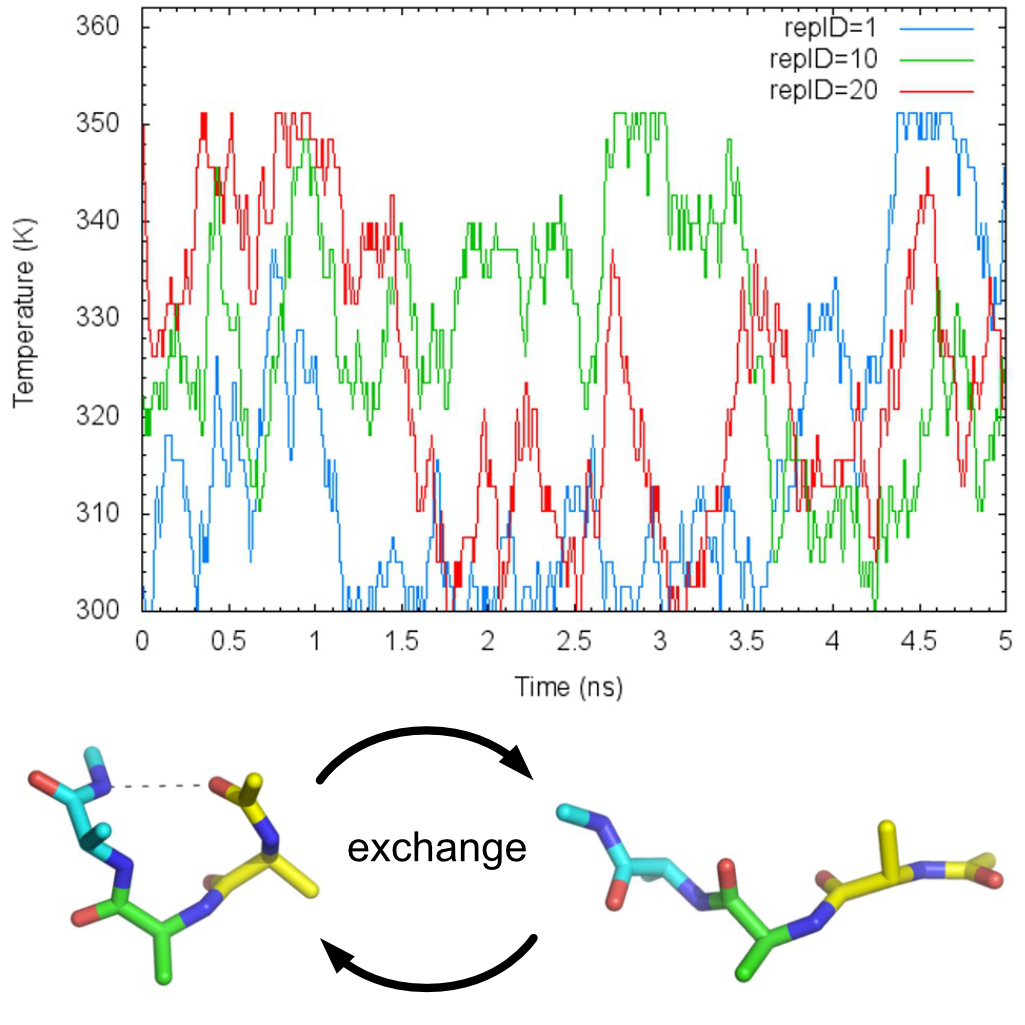 360
350
340
330
320
310
300
Temperature (K)
repID=1
repID=10
repID=20
0 0.5 1 1.5 2 2.5 3 3.5 4 4.5 5
Time (ns)
exchange